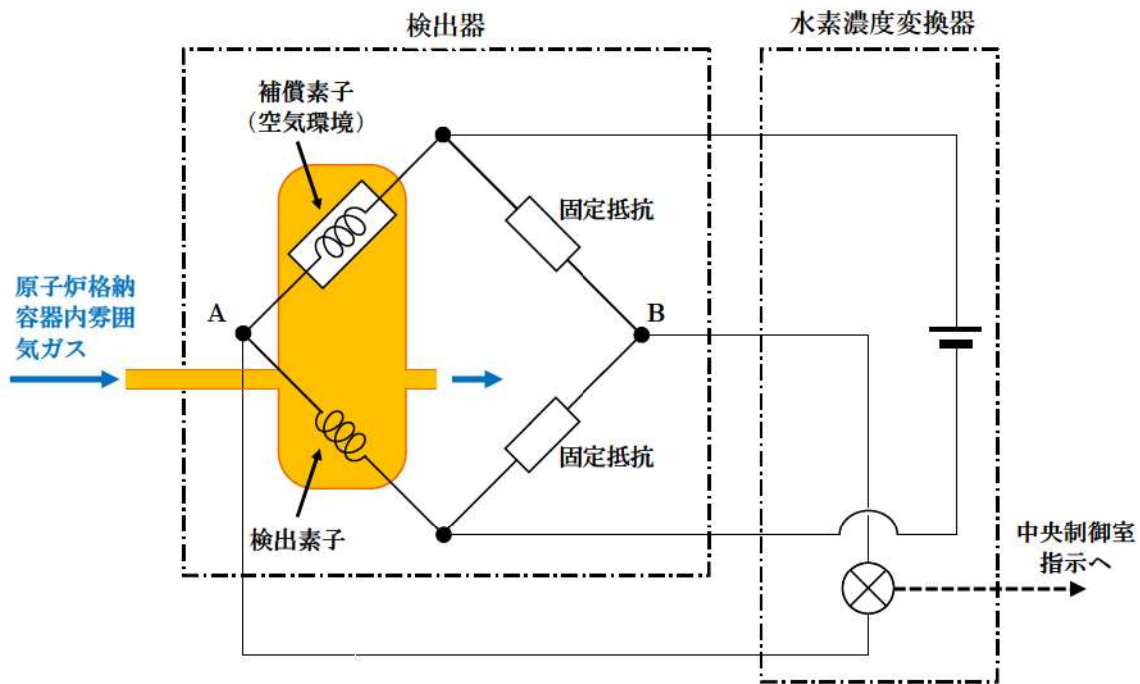 検出器
水素濃度変換器
補償素子
（空気環境）
固定抵抗
原子炉格納
容器内雰囲
気ガス
A
B
固定抵抗
検出素子
中央制御室
指示へ